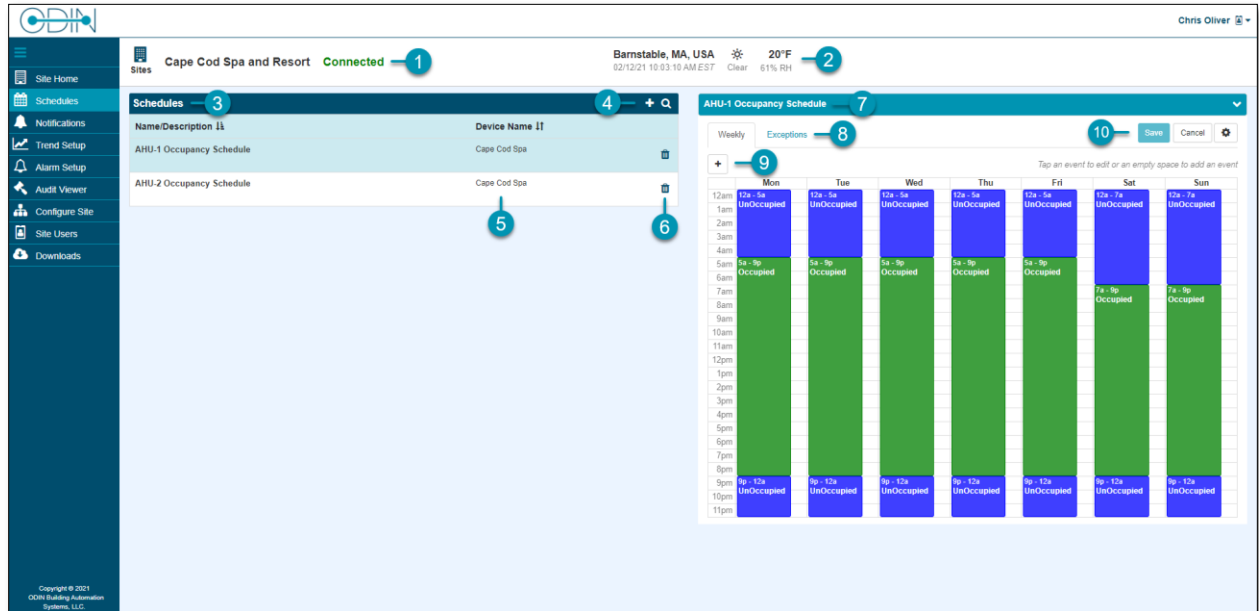 ODIN
Chris Oliver
Sites
Cape Cod Spa and Resort Connected 1
Barnstable, MA, USA 20°F 2
02/12/21 10:03:10 AM EST Clear 61% RH
Site Home
Schedules
Notifications
Trend Setup
Alarm Setup
Audit Viewer
Configure Site
Site Users
Downloads
Copyright © 2021
ODIN Building Automation
Systems, LLC.
Schedules 3 4 +
Name/Description Device Name
AHU-1 Occupancy Schedule Cape Cod Spa
AHU-2 Occupancy Schedule Cape Cod Spa
5 6
AHU-1 Occupancy Schedule 7
Weekly Exceptions 8 10 Save Cancel
+ 9 Tap an event to edit or an empty space to add an event
Mon Tue Wed Thu Fri Sat Sun
12am 12a - 5a 12a - 5a 12a - 5a 12a - 5a 12a - 5a 12a - 7a 12a - 7a
UnOccupied UnOccupied UnOccupied UnOccupied UnOccupied UnOccupied UnOccupied
1am
2am
3am
4am
5am 5a - 9p 5a - 9p 5a - 9p 5a - 9p 5a - 9p
Occupied Occupied Occupied Occupied Occupied
6am
7am 7a - 9p 7a - 9p
Occupied Occupied
8am
9am
10am
11am
12pm
1pm
2pm
3pm
4pm
5pm
6pm
7pm
8pm
9pm 9p - 12a 9p - 12a 9p - 12a 9p - 12a 9p - 12a 9p - 12a 9p - 12a
UnOccupied UnOccupied UnOccupied UnOccupied UnOccupied UnOccupied UnOccupied
10pm
11pm